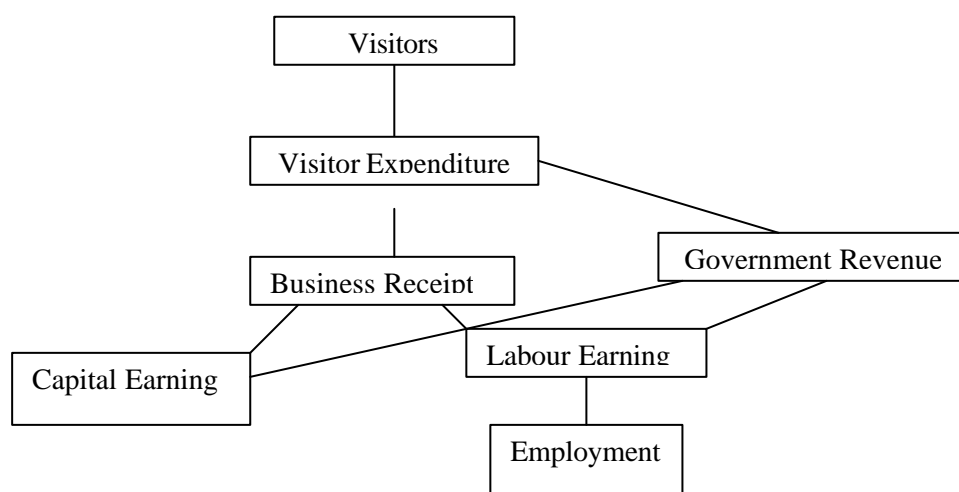 Visitors
Visitor Expenditure
Government Revenue
Business Receipt
Labour Earning
Capital Earning
Employment